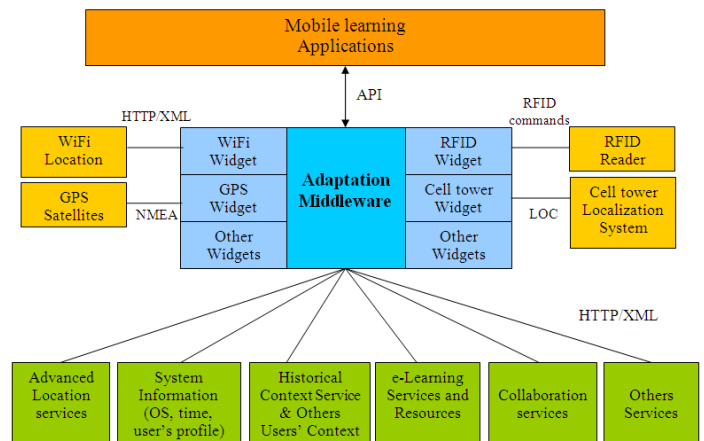 Mobile learning
Applications
API
HTTP/XML
RFID
commands
WiFi
Location
WiFi
Widget
Adaptation
Middleware
RFID
Widget
RFID
Reader
GPS
Satellites
NMEA
GPS
Widget
Cell tower
Widget
LOC
Cell tower
Localization
System
Other
Widgets
Other
Widgets
HTTP/XML
Advanced
Location
services
System
Information
(OS, time,
user's profile)
Historical
Context Service
& Others
Users' Context
e-Learning
Services and
Resources
Collaboration
services
Others
Services